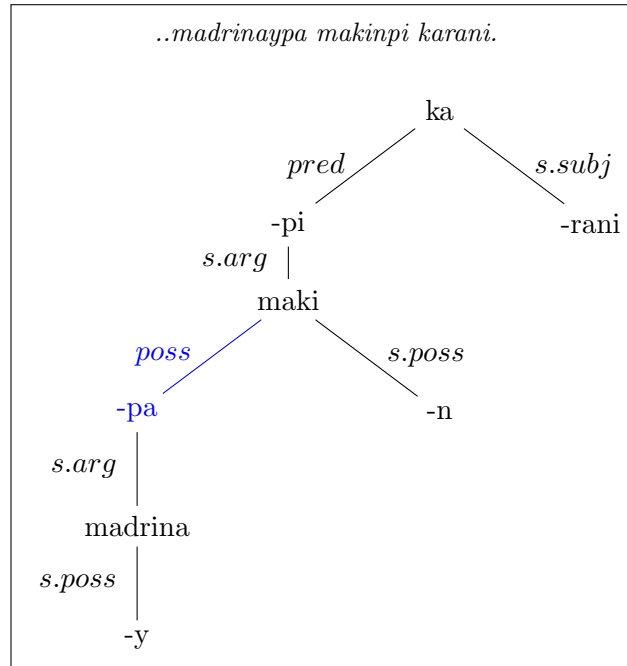 ..madrinaypa makinpi karani.
ka
pred s.subj
-pi -rani
s.arg
maki
poss s.poss
-pa -n
s.arg
madrina
s.poss
-y